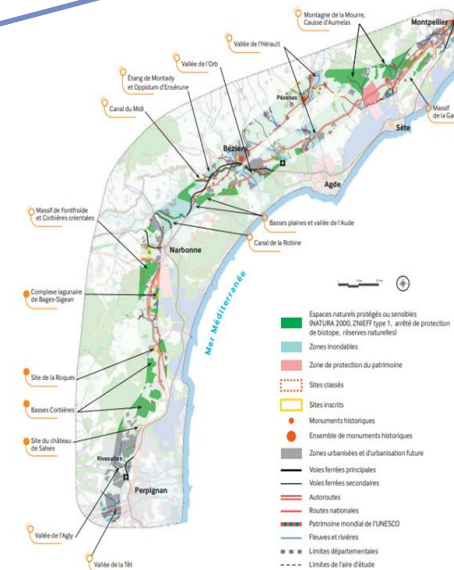 Montagne de la Mourre,
Causse d'Aumelas
Montpellier
Vallée de l'Hérault
Vallée de l'Orb
Étang de Montady
et Oppidum d'Ensérune
Canal du Midi
Pézenas
Massif
de la Ga
Sète
Béziers
Agde
Massif de Fontfroide
et Corbières orientales
Basses plaines et vallée de l'Aude
Canal de la Robine
Narbonne
Complexe lagunaire
de Bages-Sigean
Mer Méditerranée
Site de la Roques
Basses Corbières
Site du château
de Salses
Rivesaltes
Perpignan
Vallée de l'Agly
Vallée de la Têt
Espaces naturels protégés ou sensibles
(NATURA 2000, ZNIEFF type 1, arrêté de protection
de biotope, réserves naturelles)
Zones inondables
Zone de protection du patrimoine
Sites classés
Sites inscrits
Monuments historiques
Ensemble de monuments historiques
Zones urbanisées et d'urbanisation future
Voies ferrées principales
Voies ferrées secondaires
Autoroutes
Routes nationales
Patrimoine mondial de l'UNESCO
Fleuves et rivières
Limites départementales
Limites de l'aire d'étude